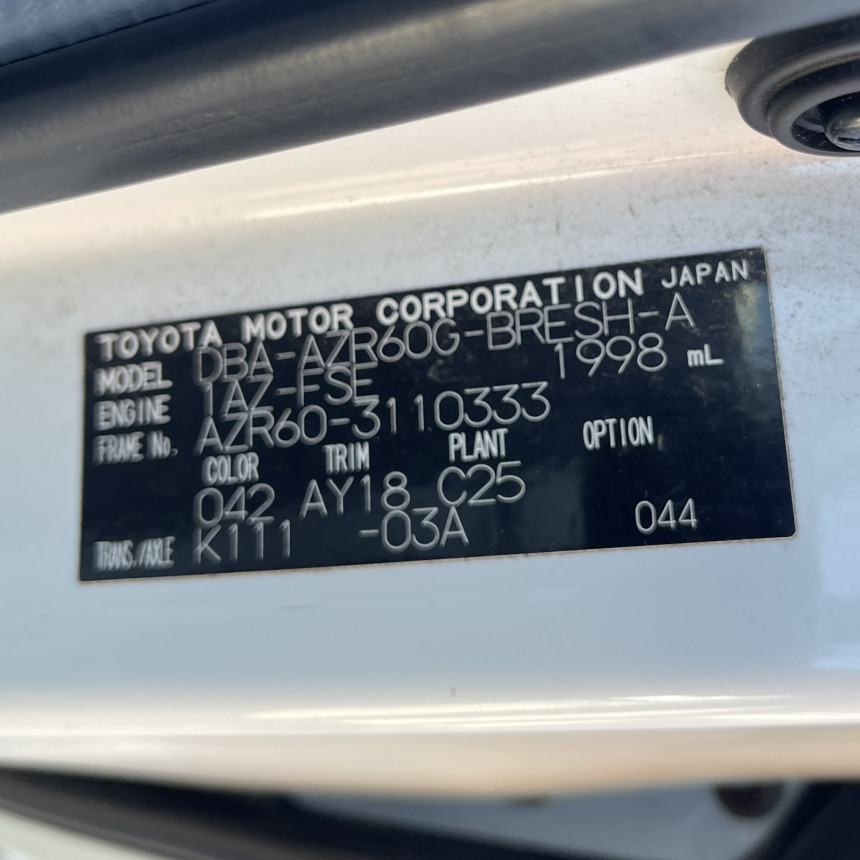 TOYOTA MOTOR CORPORATION JAPAN
MODEL DBA-AZR60G-BRESH-A
ENGINE 1AZ-FSE 1998 mL
FRAME No. AZR60-3110333
COLOR TRIM PLANT OPTION
042 AY18 C25
TRANS./AXLE K111 -03A 044